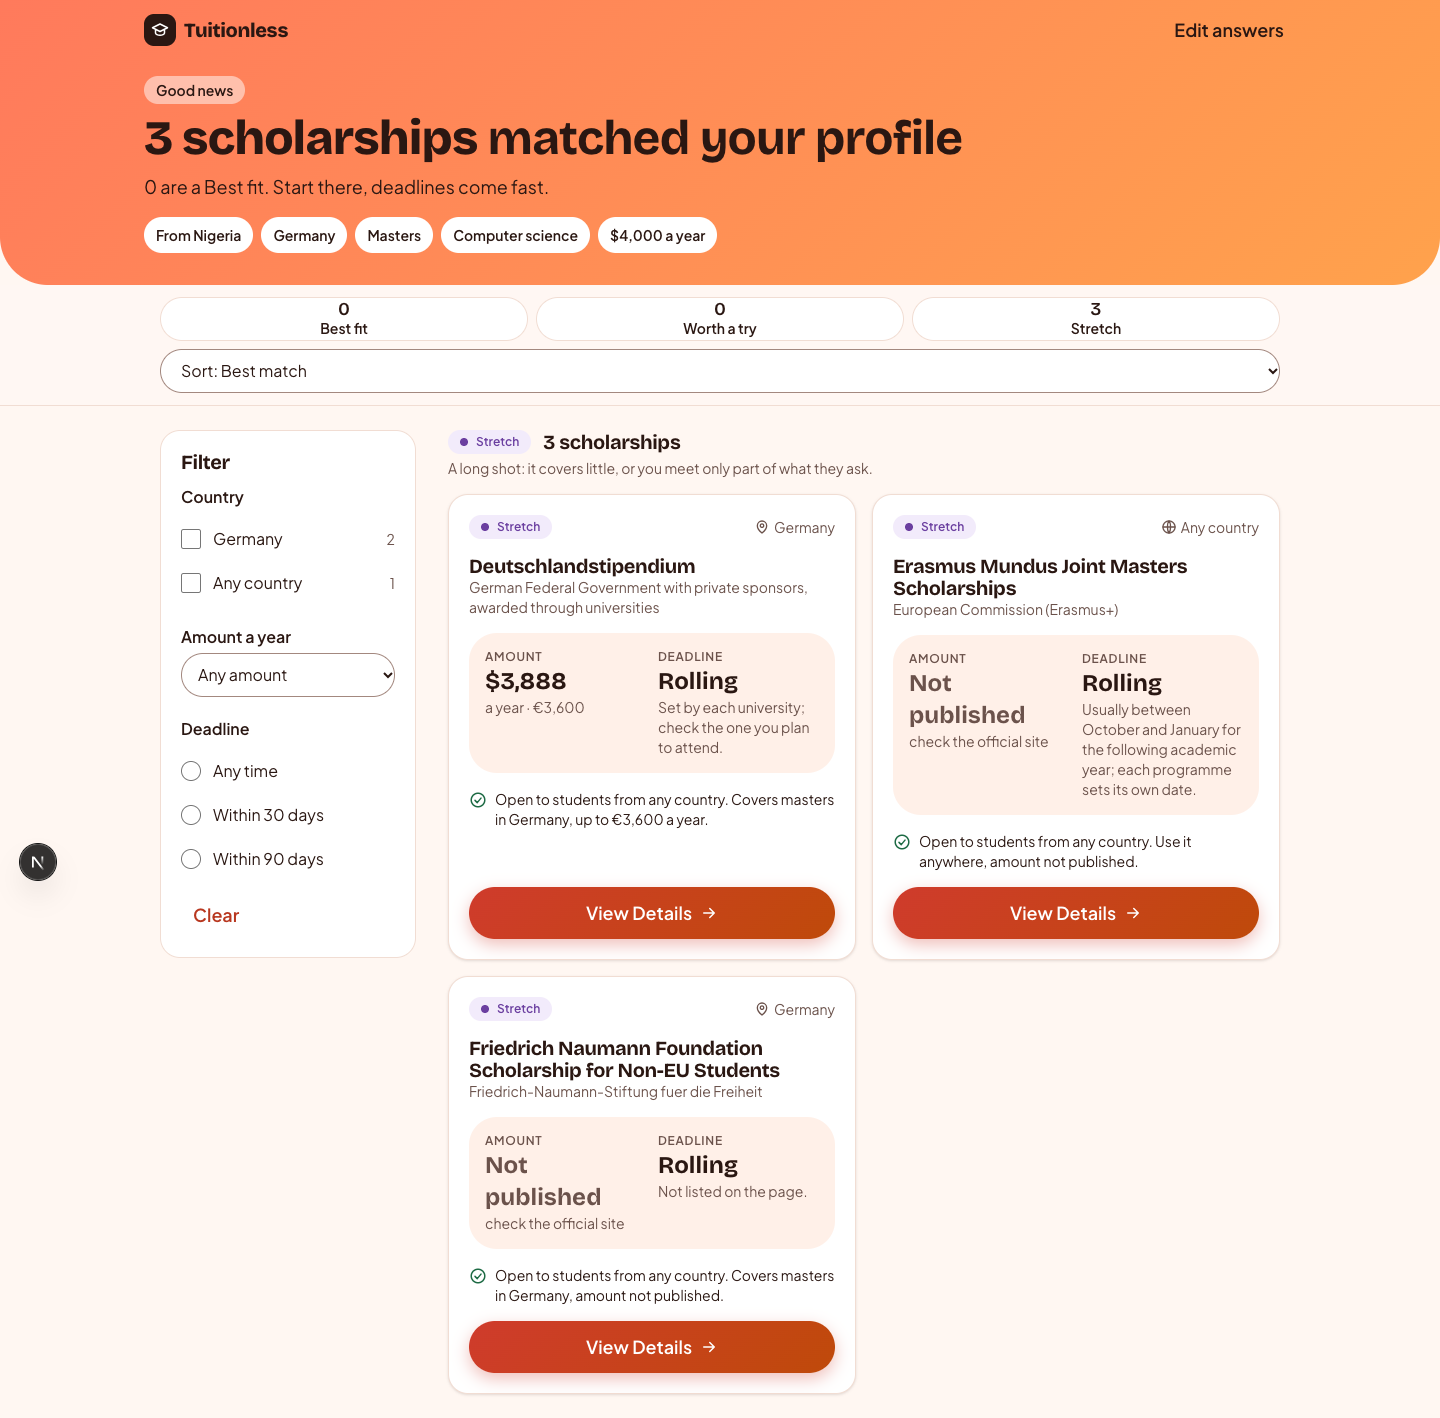 Tuitionless
Edit answers
Good news
3 scholarships matched your profile
0 are a Best fit. Start there, deadlines come fast.
From Nigeria
Germany
Masters
Computer science
$4,000 a year
0
Best fit
0
Worth a try
3
Stretch
Sort: Best match
Filter
Country
Germany 2
Any country 1
Amount a year
Any amount
Deadline
Any time
Within 30 days
Within 90 days
Clear
Stretch
3 scholarships
A long shot: it covers little, or you meet only part of what they ask.
Stretch
Germany
Deutschlandstipendium
German Federal Government with private sponsors,
awarded through universities
AMOUNT
$3,888
a year · €3,600
DEADLINE
Rolling
Set by each university;
check the one you plan
to attend.
Open to students from any country. Covers masters
in Germany, up to €3,600 a year.
View Details
Stretch
Any country
Erasmus Mundus Joint Masters
Scholarships
European Commission (Erasmus+)
AMOUNT
Not
published
check the official site
DEADLINE
Rolling
Usually between
October and January for
the following academic
year; each programme
sets its own date.
Open to students from any country. Use it
anywhere, amount not published.
View Details
Stretch
Germany
Friedrich Naumann Foundation
Scholarship for Non-EU Students
Friedrich-Naumann-Stiftung fuer die Freiheit
AMOUNT
Not
published
check the official site
DEADLINE
Rolling
Not listed on the page.
Open to students from any country. Covers masters
in Germany, amount not published.
View Details
N